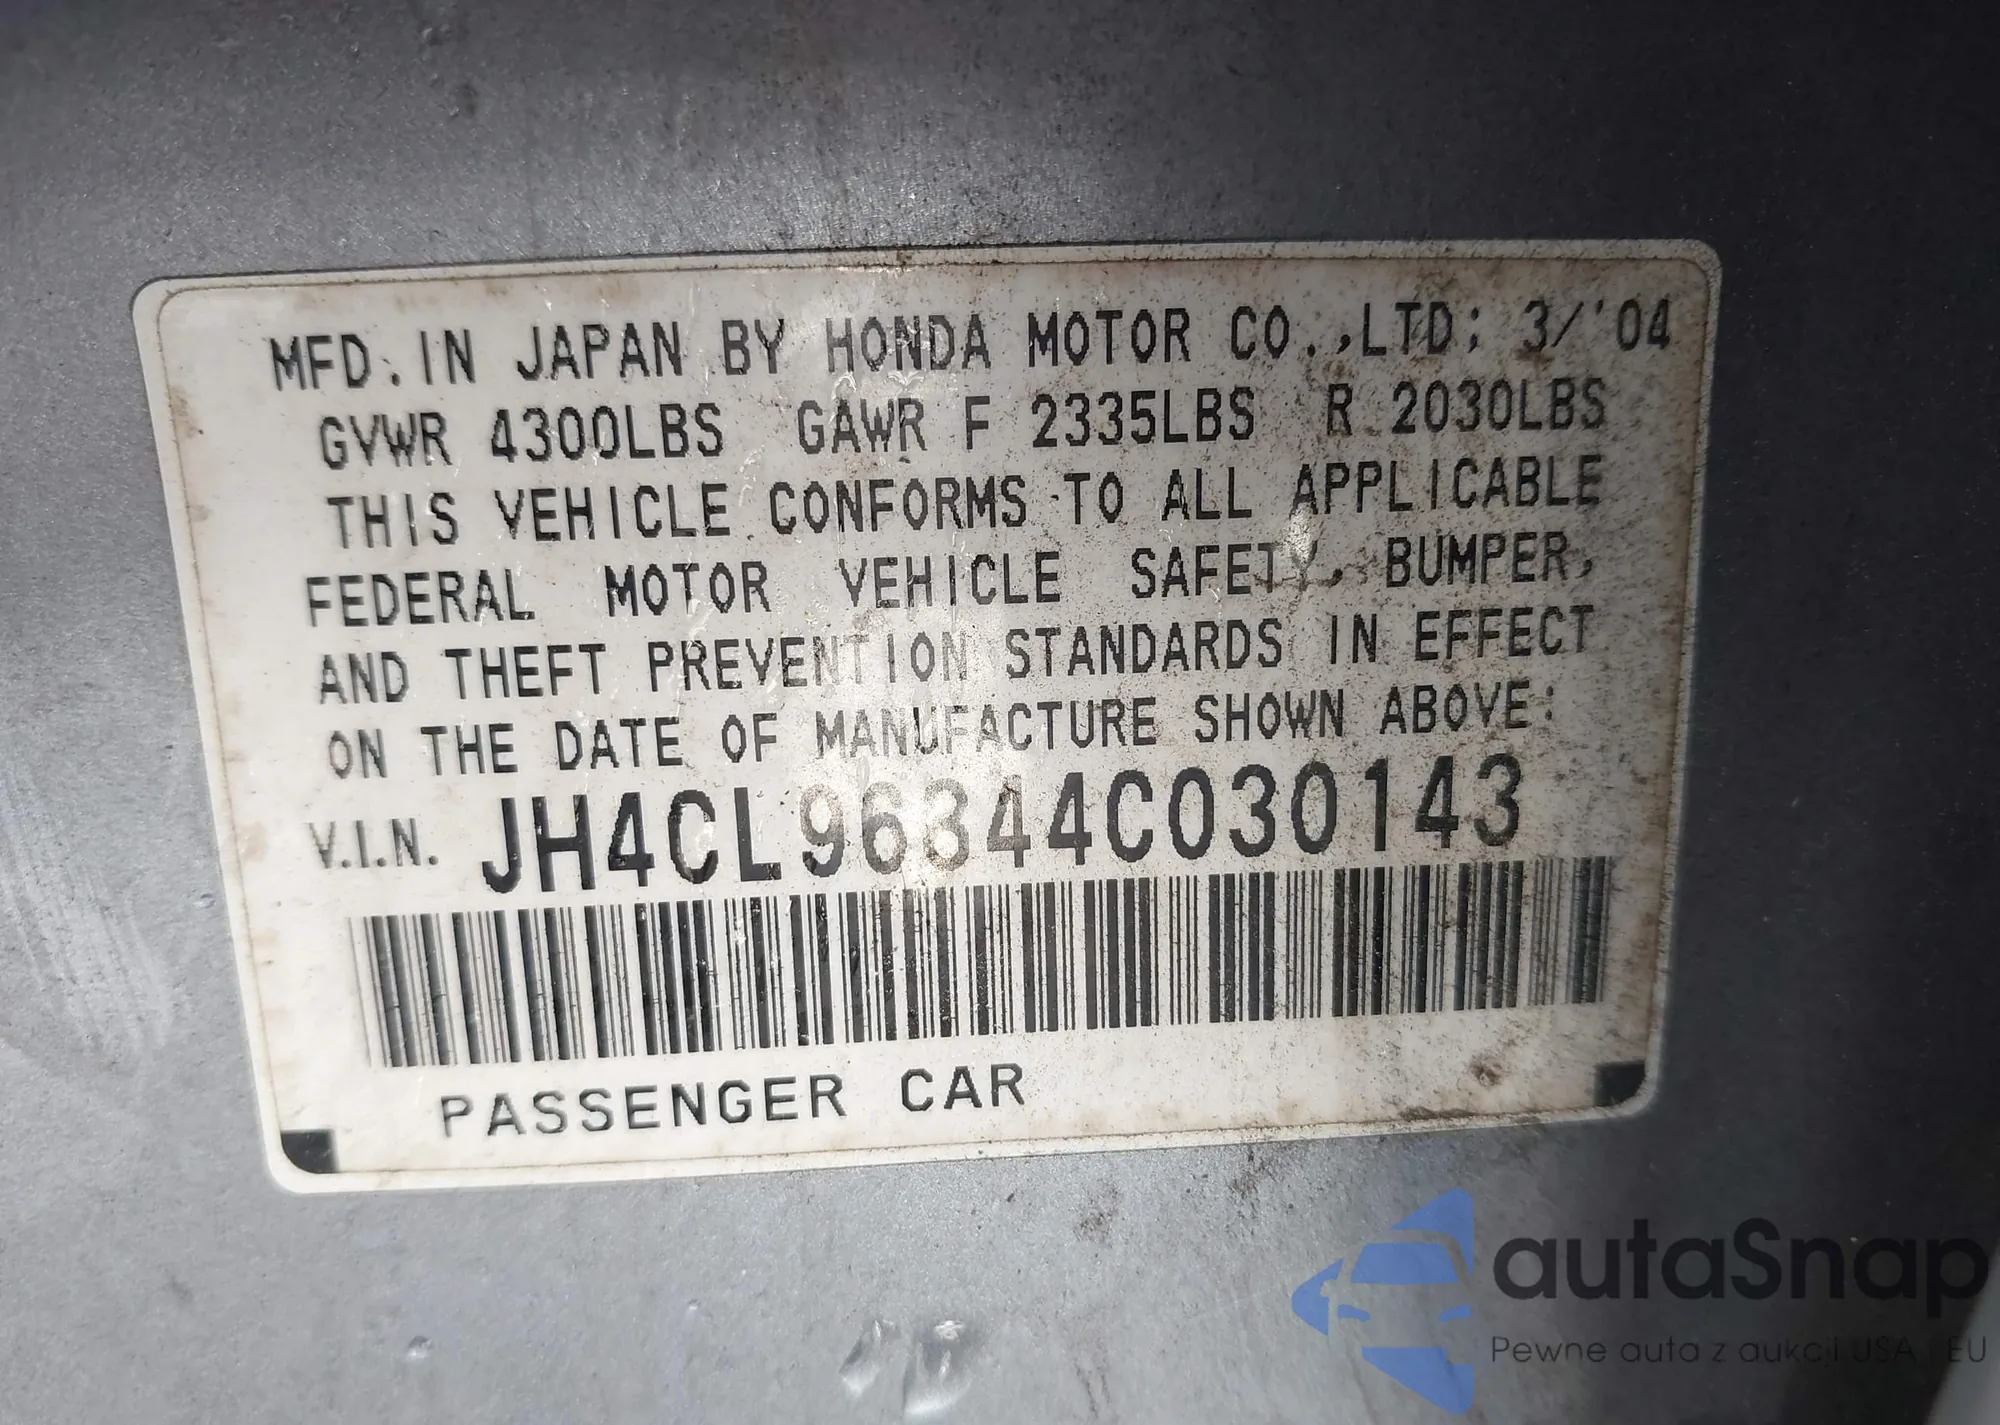 MFD. IN JAPAN BY HONDA MOTOR CO.,LTD; 3/'04
GVWR 4300LBS GAWR F 2335LBS R 2030LBS
THIS VEHICLE CONFORMS TO ALL APPLICABLE
FEDERAL MOTOR VEHICLE SAFETY, BUMPER,
AND THEFT PREVENTION STANDARDS IN EFFECT
ON THE DATE OF MANUFACTURE SHOWN ABOVE:
V.I.N. JH4CL96844C030143
PASSENGER CAR
autaSnap
Pewne auta z aukcji USA i EU